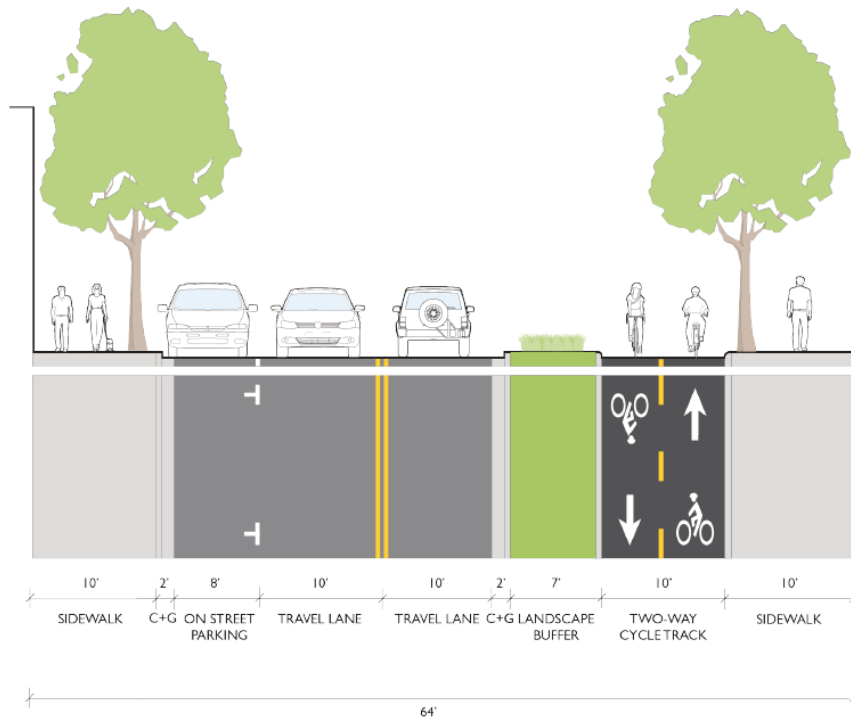 10' 2' 8' 10' 10' 2' 7' 10' 10'
SIDEWALK C+G ON STREET TRAVEL LANE TRAVEL LANE C+G LANDSCAPE TWO-WAY SIDEWALK
PARKING BUFFER CYCLE TRACK
64'